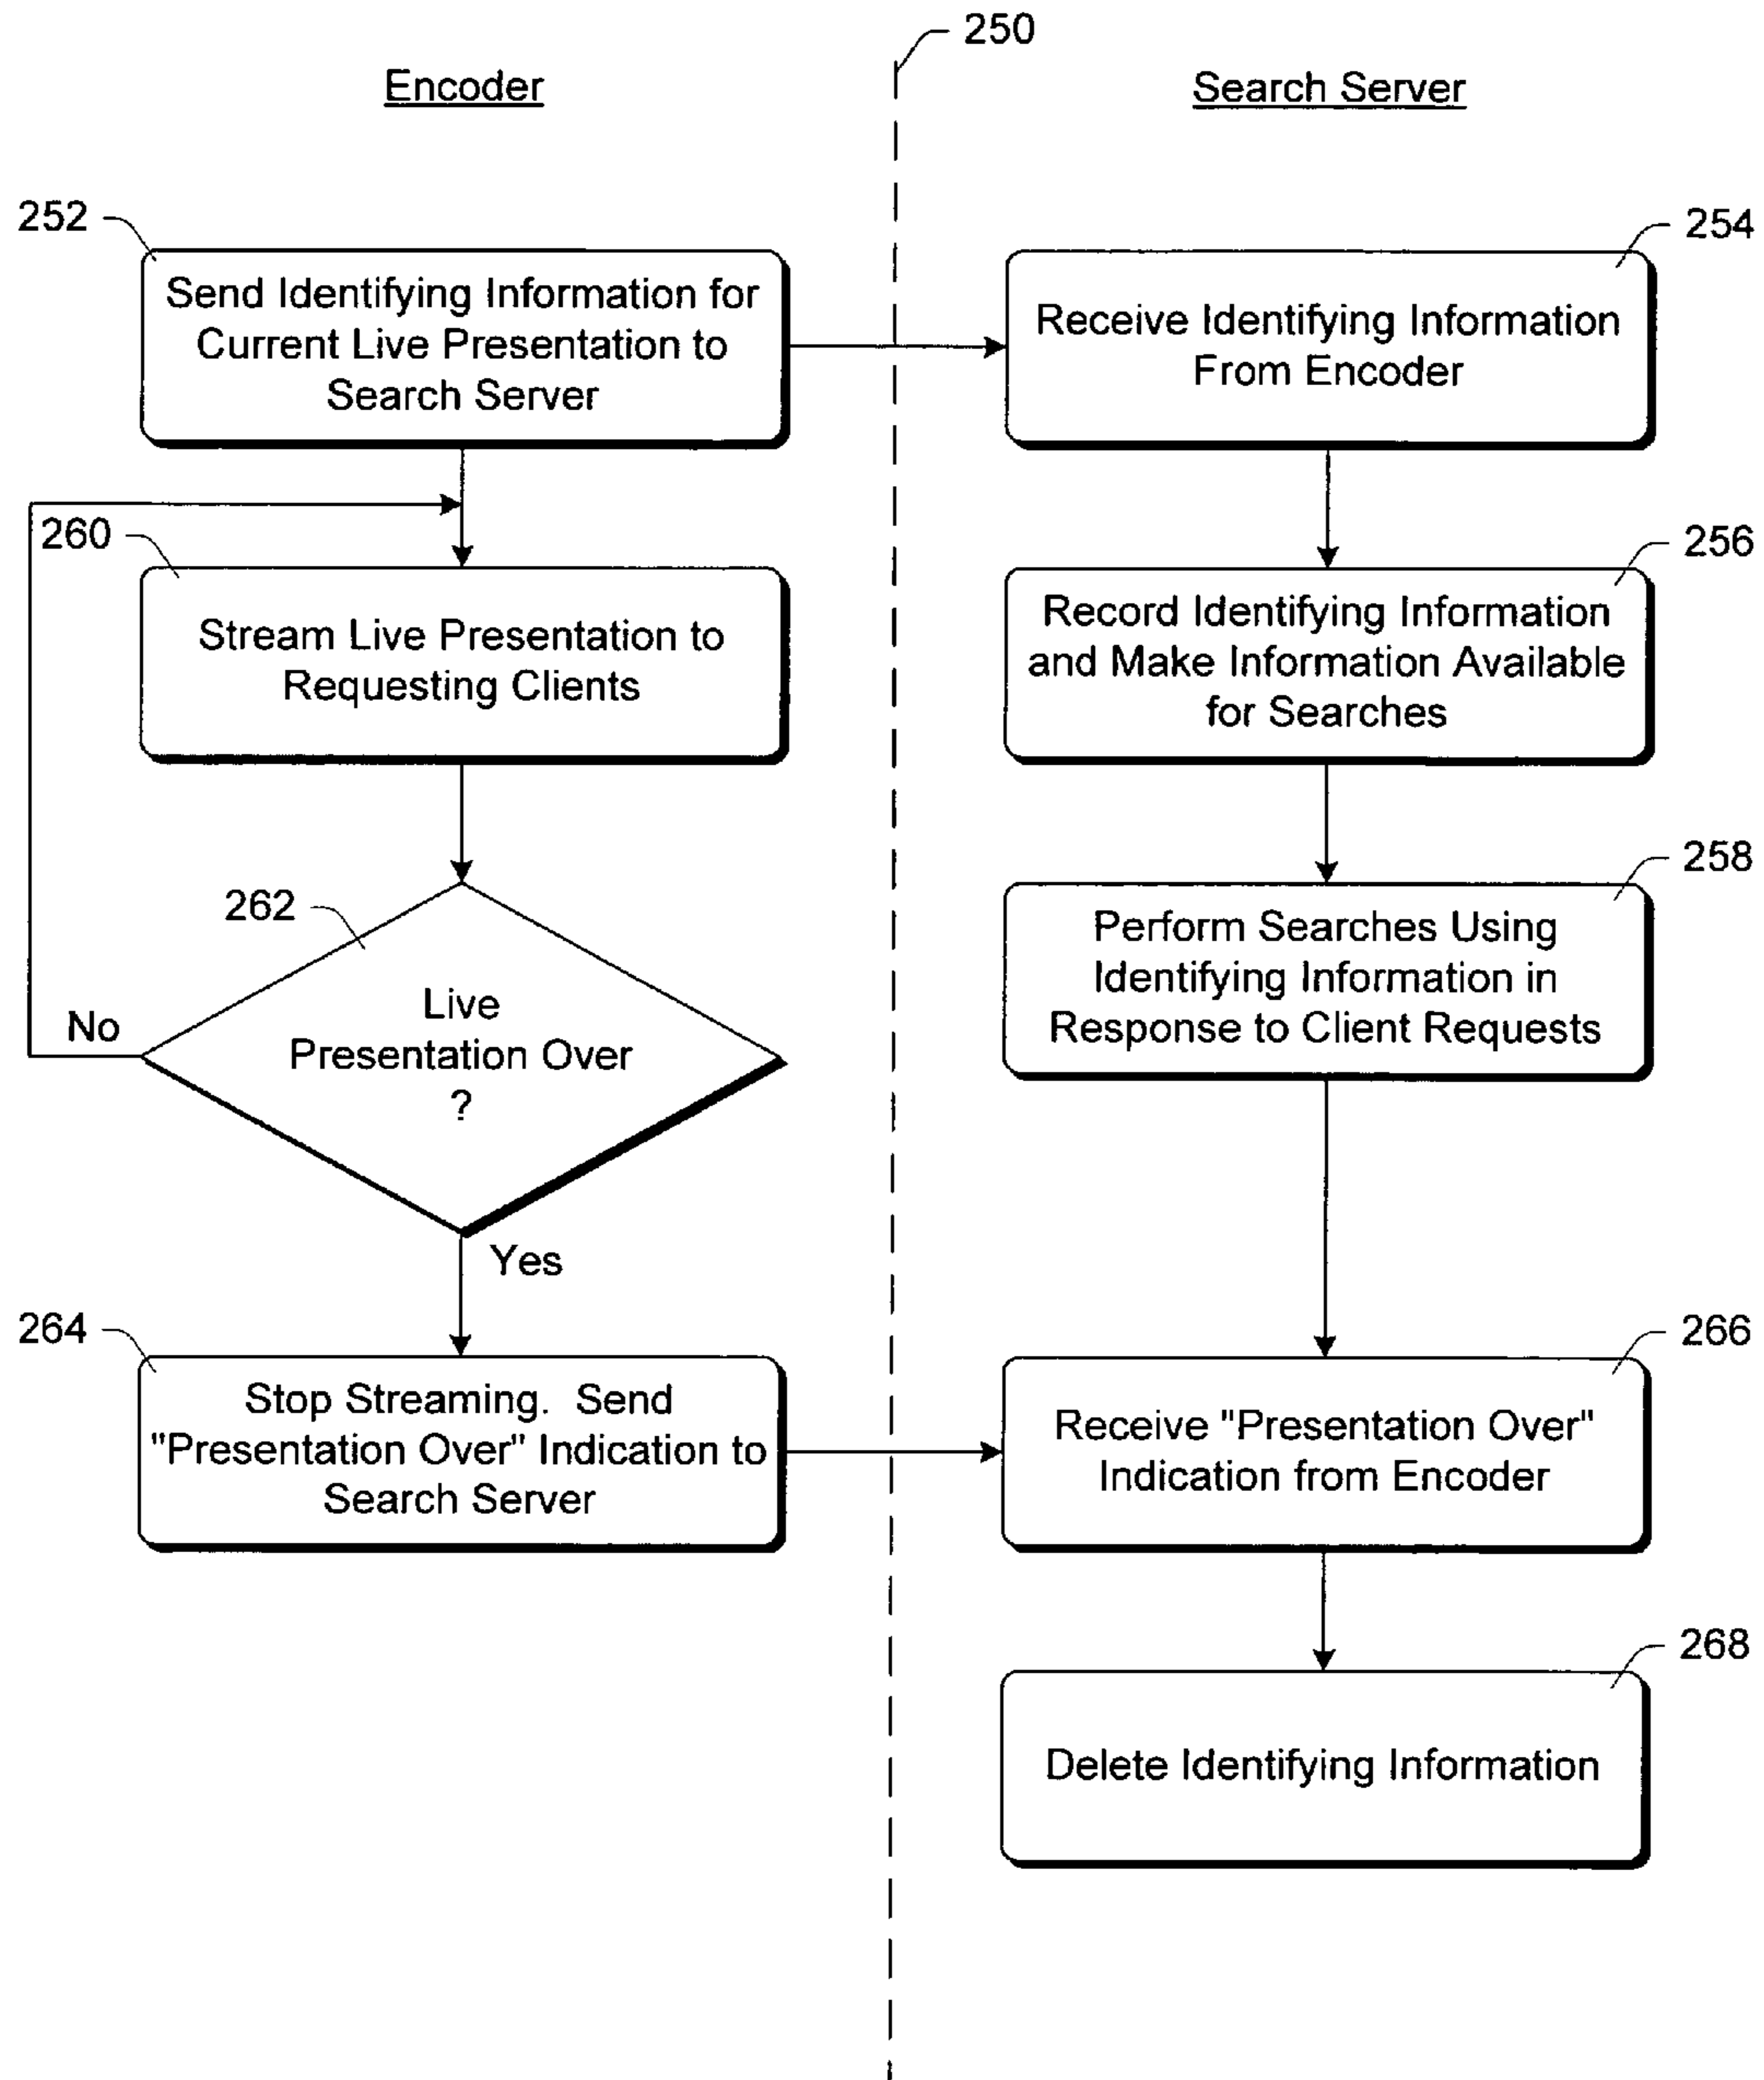 250
Encoder
Search Server
252
Send Identifying Information for
Current Live Presentation to
Search Server
254
Receive Identifying Information
From Encoder
260
Stream Live Presentation to
Requesting Clients
256
Record Identifying Information
and Make Information Available
for Searches
262
Live
Presentation Over
?
No
Yes
258
Perform Searches Using
Identifying Information in
Response to Client Requests
264
Stop Streaming.  Send
"Presentation Over" Indication to
Search Server
266
Receive "Presentation Over"
Indication from Encoder
268
Delete Identifying Information